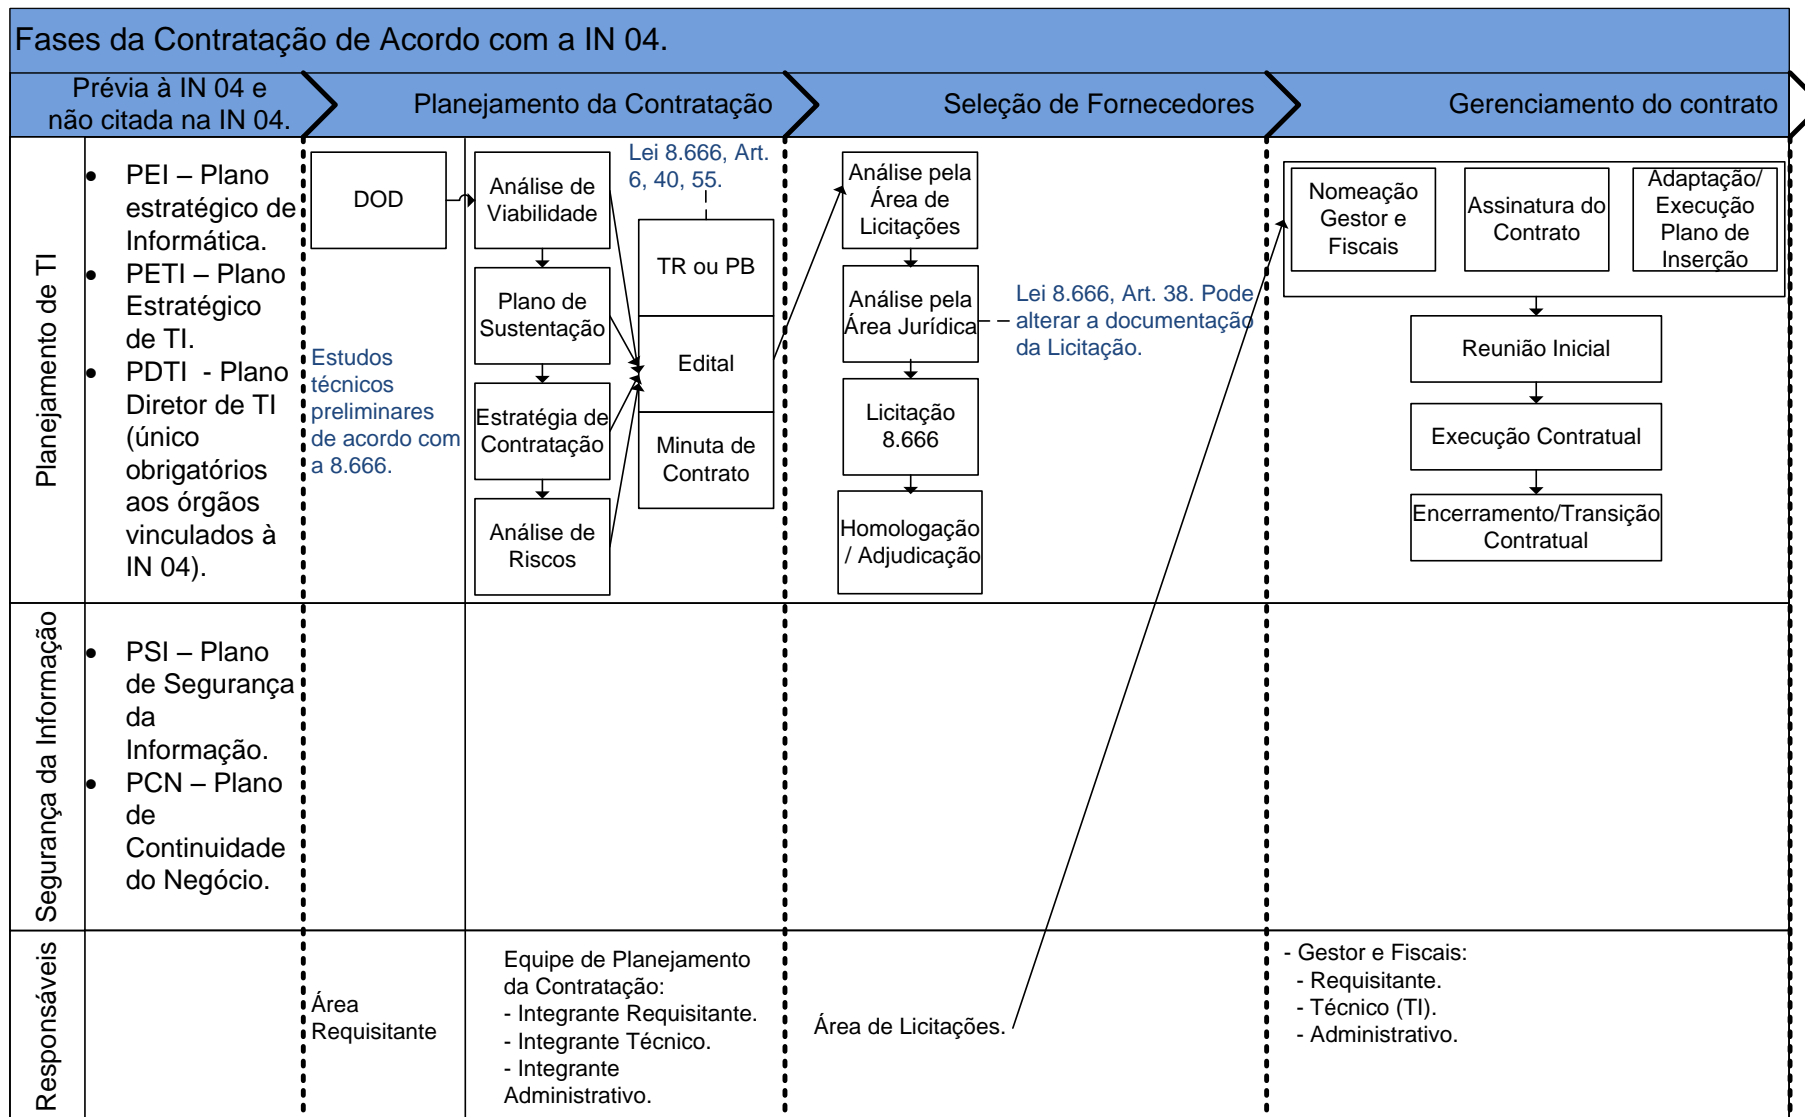 Fases da Contratação de Acordo com a IN 04.
Prévia à IN 04 e
não citada na IN 04.
Planejamento da Contratação
Seleção de Fornecedores
Gerenciamento do contrato
Planejamento de TI
• PEI – Plano
estratégico de
Informática.
• PETI – Plano
Estratégico
de TI.
• PDTI - Plano
Diretor de TI
(único
obrigatórios
aos órgãos
vinculados à
IN 04).
DOD
Estudos
técnicos
preliminares
de acordo com
a 8.666.
Análise de
Viabilidade
Plano de
Sustentação
Estratégia de
Contratação
Análise de
Riscos
Lei 8.666, Art.
6, 40, 55.
TR ou PB
Edital
Minuta de
Contrato
Análise pela
Área de
Licitações
Análise pela
Área Jurídica
Licitação
8.666
Homologação
/ Adjudicação
Lei 8.666, Art. 38. Pode
alterar a documentação
da Licitação.
Nomeação
Gestor e
Fiscais
Assinatura do
Contrato
Adaptação/
Execução
Plano de
Inserção
Reunião Inicial
Execução Contratual
Encerramento/Transição
Contratual
Segurança da Informação
• PSI – Plano
de Segurança
da
Informação.
• PCN – Plano
de
Continuidade
do Negócio.
Responsáveis
Área
Requisitante
Equipe de Planejamento
da Contratação:
- Integrante Requisitante.
- Integrante Técnico.
- Integrante
Administrativo.
Área de Licitações.
- Gestor e Fiscais:
- Requisitante.
- Técnico (TI).
- Administrativo.